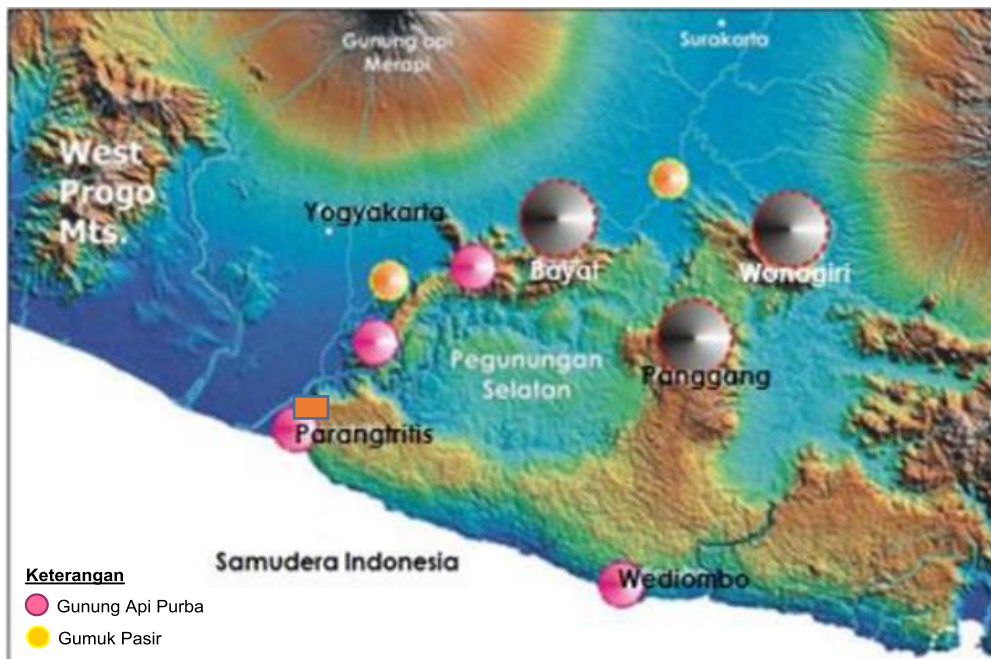 Gunung api
Merapi
Surakarta
West
Progo
Mts.
Yogyakarta
Bayat
Wonogiri
Pegunungan
Selatan
Panggang
Parangtritis
Samudera Indonesia
Wediombo
Keterangan
Gunung Api Purba
Gumuk Pasir